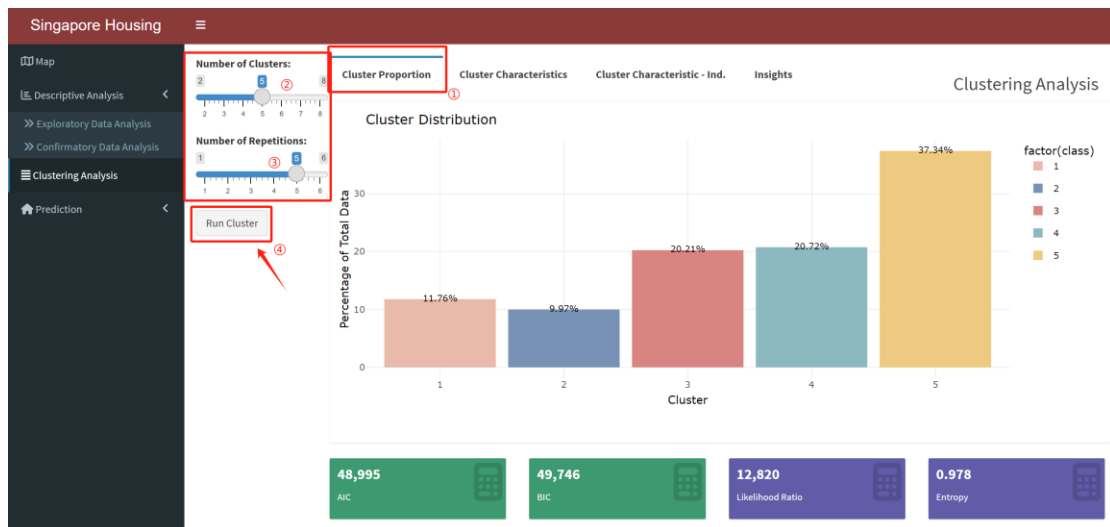 Singapore Housing
Map
Descriptive Analysis
Exploratory Data Analysis
Confirmatory Data Analysis
Clustering Analysis
Prediction
Number of Clusters:
2 5 8
②
2 3 4 5 6 7 8
Number of Repetitions:
1 5 6
③
1 2 3 4 5 6
Run Cluster
④
Cluster Proportion Cluster Characteristics Cluster Characteristic - Ind. Insights
①
Clustering Analysis
Cluster Distribution
Percentage of Total Data
30
20
10
0
11.76%
9.97%
20.21%
20.72%
37.34%
1 2 3 4 5
Cluster
factor(class)
1
2
3
4
5
48,995
AIC
49,746
BIC
12,820
Likelihood Ratio
0.978
Entropy